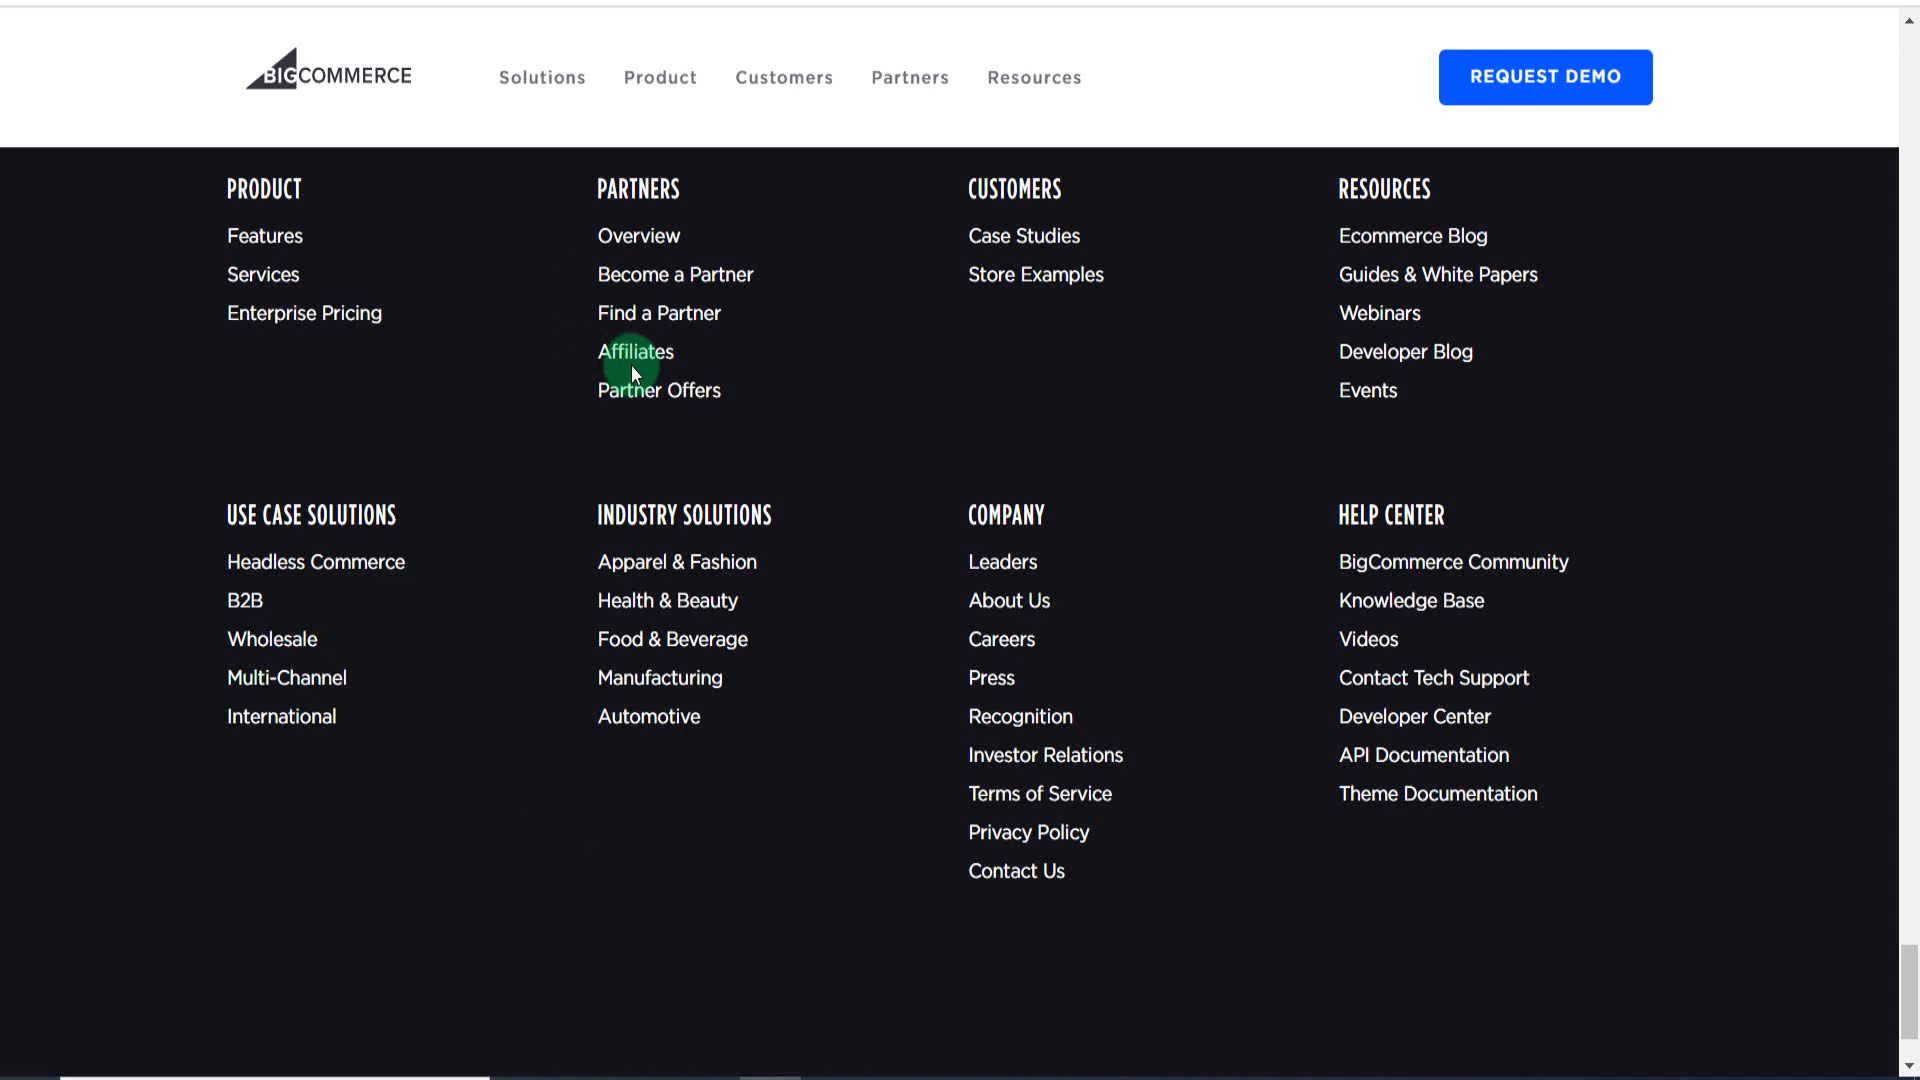 BIGCOMMERCE
Solutions Product Customers Partners Resources
REQUEST DEMO
PRODUCT
Features
Services
Enterprise Pricing
PARTNERS
Overview
Become a Partner
Find a Partner
Affiliates
Partner Offers
CUSTOMERS
Case Studies
Store Examples
RESOURCES
Ecommerce Blog
Guides & White Papers
Webinars
Developer Blog
Events
USE CASE SOLUTIONS
Headless Commerce
B2B
Wholesale
Multi-Channel
International
INDUSTRY SOLUTIONS
Apparel & Fashion
Health & Beauty
Food & Beverage
Manufacturing
Automotive
COMPANY
Leaders
About Us
Careers
Press
Recognition
Investor Relations
Terms of Service
Privacy Policy
Contact Us
HELP CENTER
BigCommerce Community
Knowledge Base
Videos
Contact Tech Support
Developer Center
API Documentation
Theme Documentation